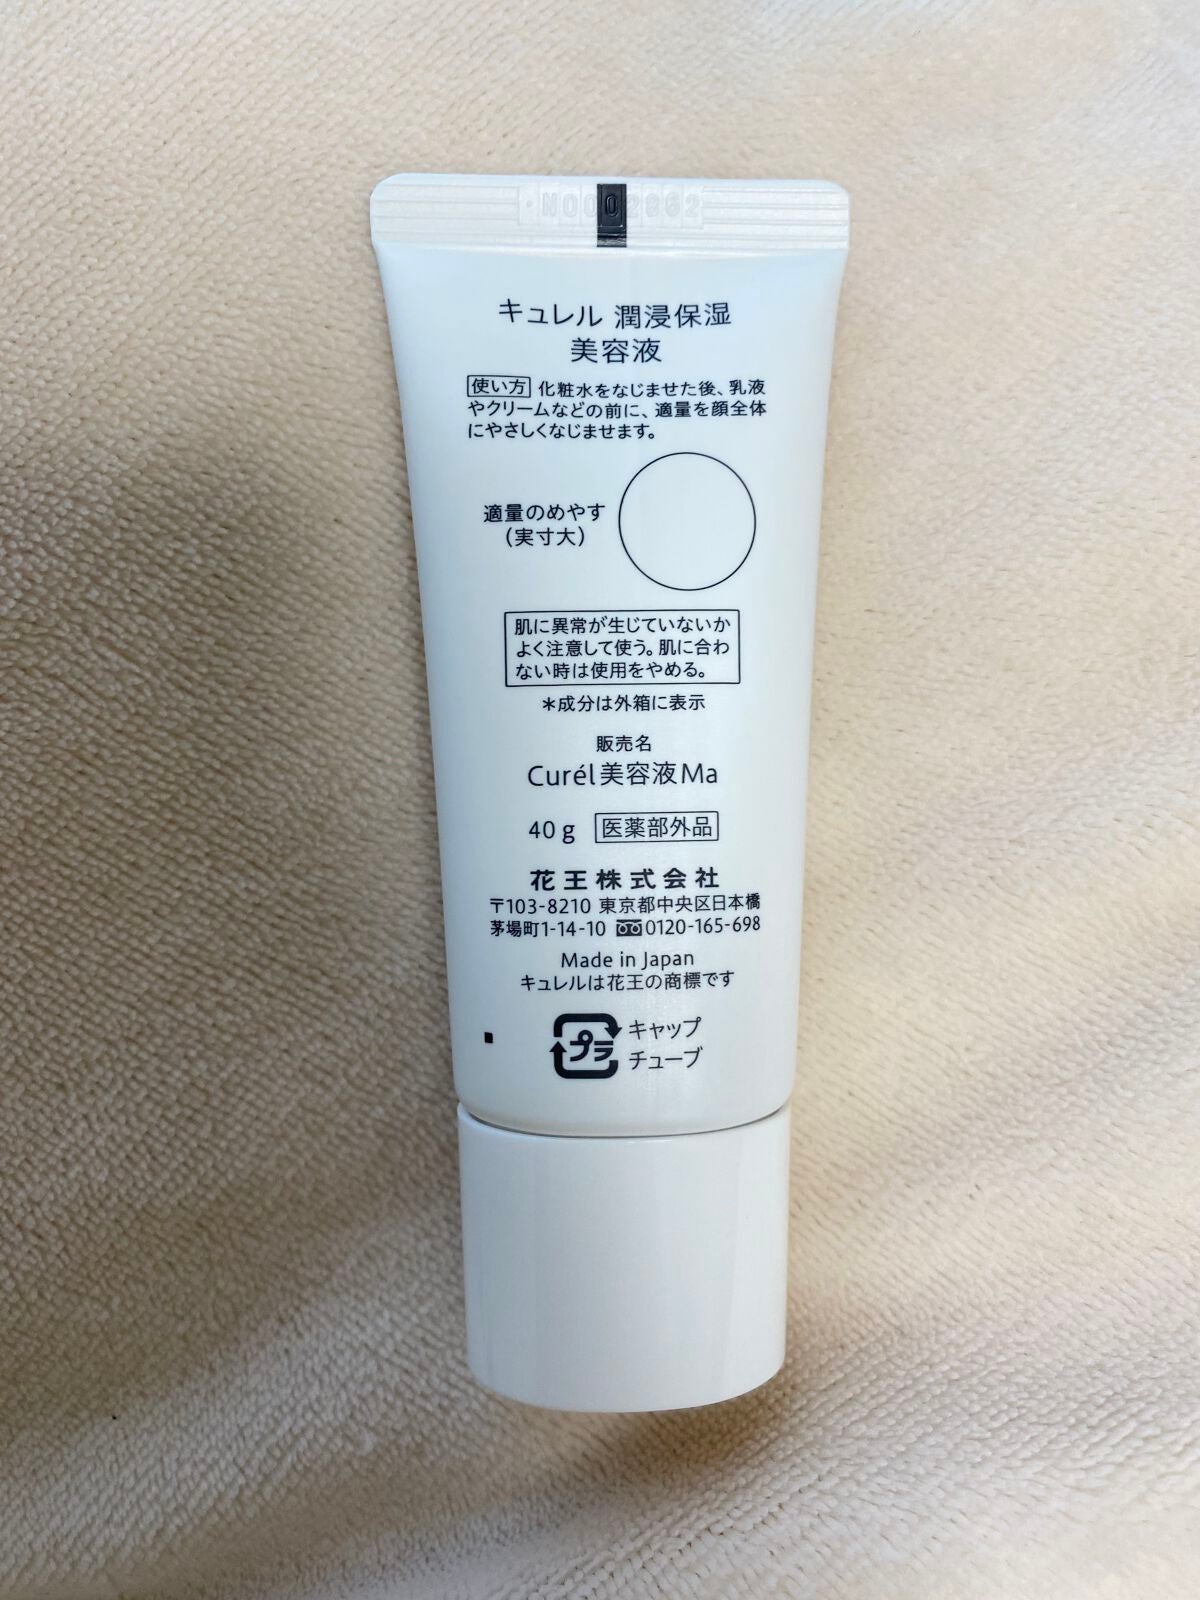 N0002862
キュレル 潤浸保湿
美容液
使い方 化粧水をなじませた後、乳液
やクリームなどの前に、適量を顔全体
にやさしくなじませます。
適量のめやす
(実寸大)
肌に異常が生じていないか
よく注意して使う。肌に合わ
ない時は使用をやめる。
*成分は外箱に表示
販売名
Curél美容液Ma
40 g 医薬部外品
花王株式会社
〒103-8210 東京都中央区日本橋
茅場町1-14-10 0120-165-698
Made in Japan
キュレルは花王の商標です
プラ キャップ
チューブ